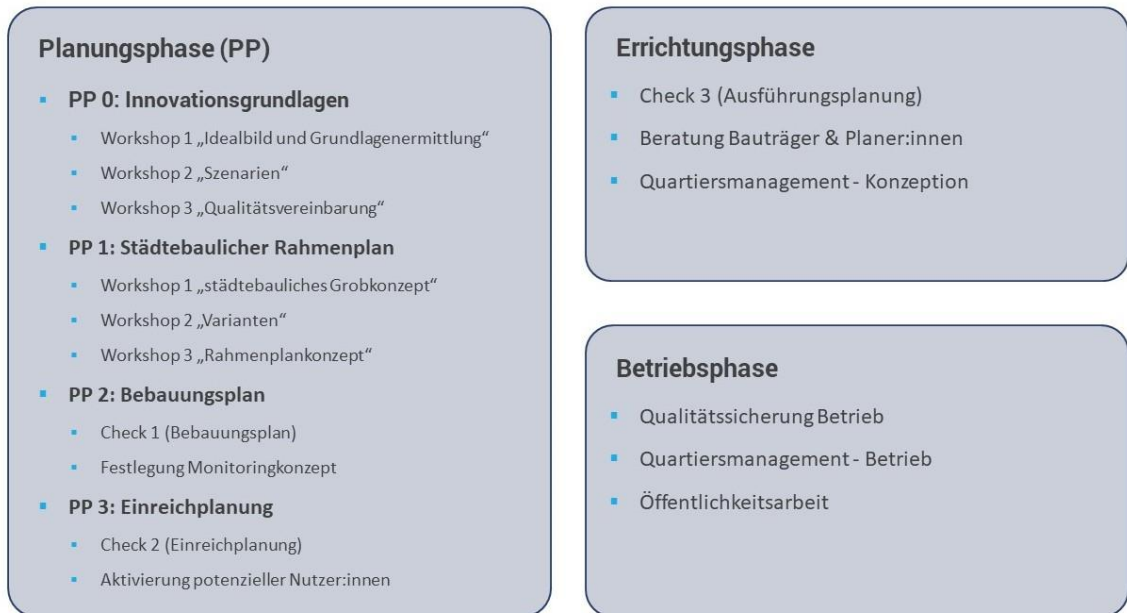 Planungsphase (PP)
PP 0: Innovationsgrundlagen
Workshop 1 „Idealbild und Grundlagenermittlung“
Workshop 2 „Szenarien“
Workshop 3 „Qualitätsvereinbarung“
PP 1: Städtebaulicher Rahmenplan
Workshop 1 „städtebauliches Grobkonzept“
Workshop 2 „Varianten“
Workshop 3 „Rahmenplankonzept“
PP 2: Bebauungsplan
Check 1 (Bebauungsplan)
Festlegung Monitoringkonzept
PP 3: Einreichplanung
Check 2 (Einreichplanung)
Aktivierung potenzieller Nutzer:innen
Errichtungsphase
Check 3 (Ausführungsplanung)
Beratung Bauträger & Planer:innen
Quartiersmanagement - Konzeption
Betriebsphase
Qualitätssicherung Betrieb
Quartiersmanagement - Betrieb
Öffentlichkeitsarbeit